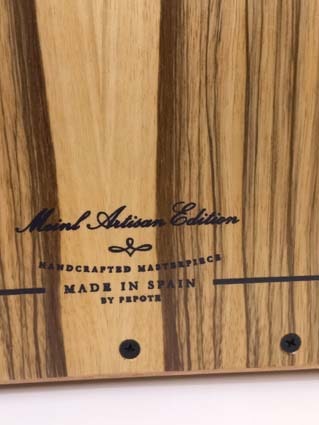 Meinl Artisan Edition
HANDCRAFTED MASTERPIECE
MADE IN SPAIN
BY PEPOTE